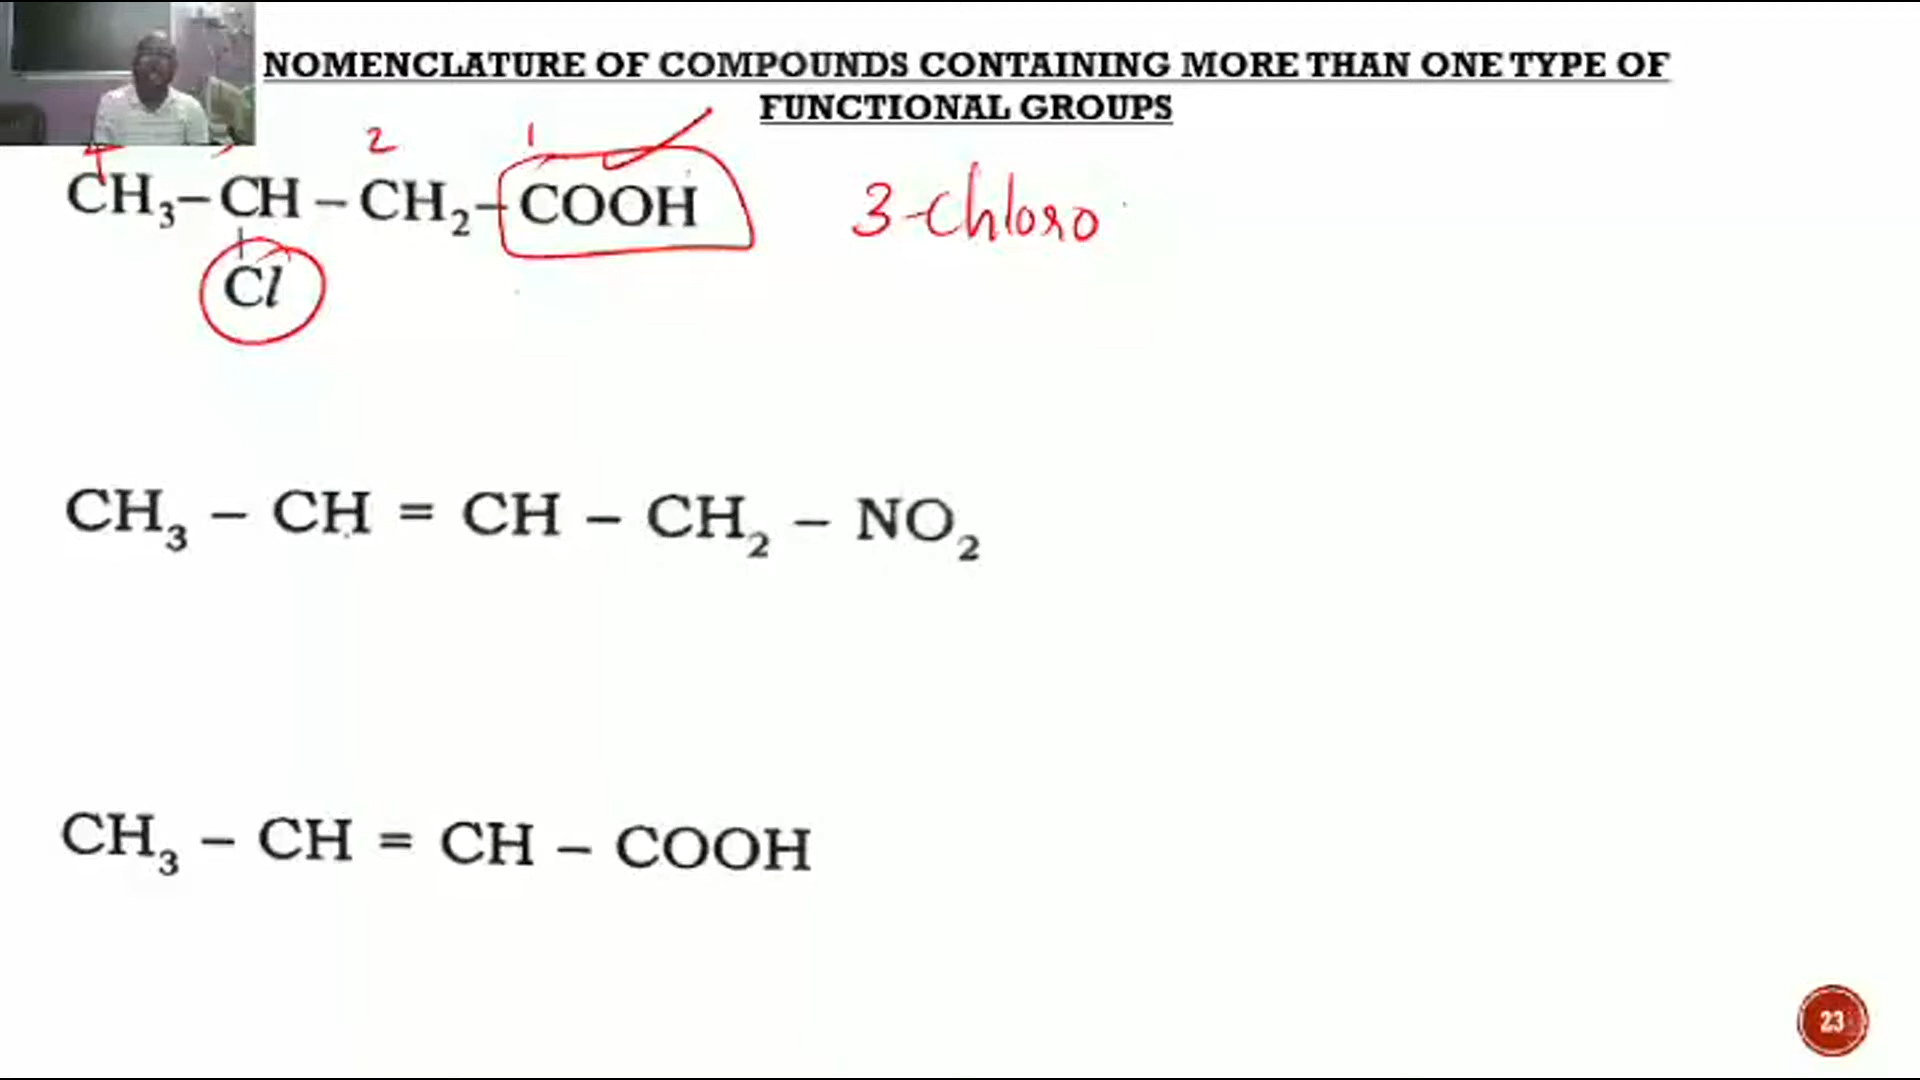 NOMENCLATURE OF COMPOUNDS CONTAINING MORE THAN ONE TYPE OF
FUNCTIONAL GROUPS
4 2 1
CH₃–CH–CH₂–COOH 3-chloro
Cl
CH₃ – CH = CH – CH₂ – NO₂
CH₃ – CH = CH – COOH
23